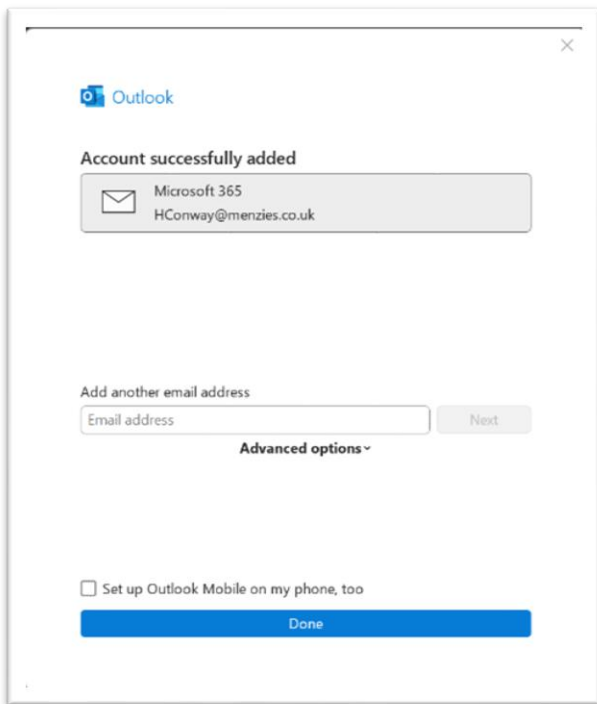 Outlook
Account successfully added
Microsoft 365
HConway@menzies.co.uk
Add another email address
Email address
Next
Advanced options
Set up Outlook Mobile on my phone, too
Done